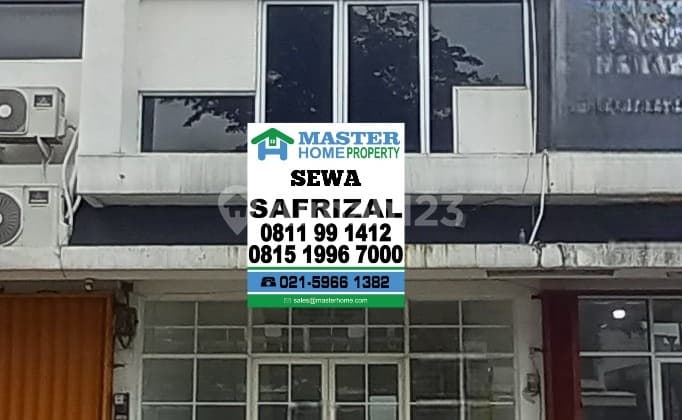 MASTER
HOME PROPERTY
SEWA
SAFRIZAL
0811 99 1412
0815 1996 7000
021-5966 1382
sales@masterhome.com